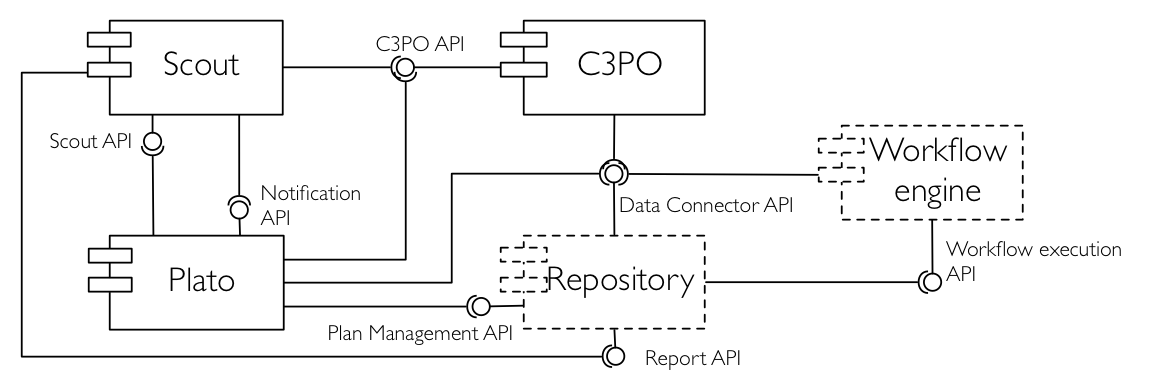 C3PO API
Scout
C3PO
Scout API
Workflow
engine
Notification
API
Data Connector API
Plato
Repository
Workflow execution
API
Plan Management API
Report API